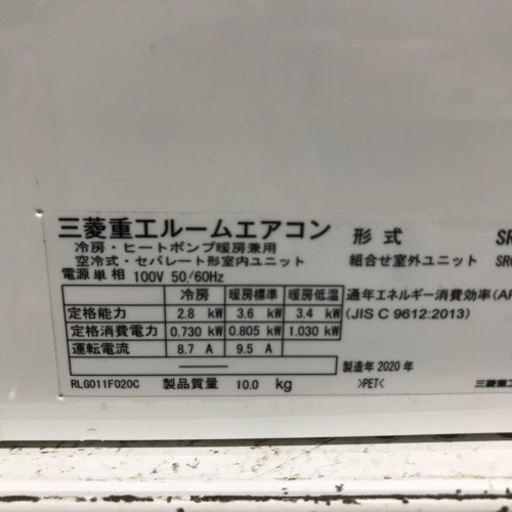 三菱重工ルームエアコン
冷房・ヒートポンプ暖房兼用
空冷式・セパレート形室内ユニット
電源 単相 100V 50/60Hz
形式 SR
組合せ室外ユニット SR
冷房 暖房標準 暖房低温
定格能力 2.8 kW 3.6 kW 3.4 kW
定格消費電力 0.730 kW 0.805 kW 1.030 kW
運転電流 8.7 A 9.5 A
通年エネルギー消費効率(AP
(JIS C 9612:2013)
製造年 2020 年
RLG011F020C 製品質量 10.0 kg >PET< 三菱重工